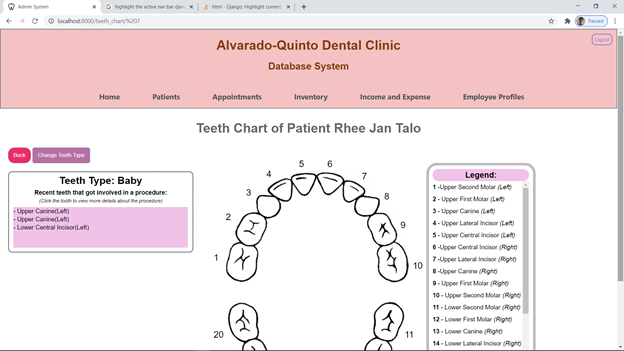 Admin System
highlight the active nav bar djan
html - Django: Highlight current
localhost:8000/teeth_chart/%207
Paused
Alvarado-Quinto Dental Clinic
Logout
Database System
Home Patients Appointments Inventory Income and Expense Employee Profiles
Teeth Chart of Patient Rhee Jan Talo
Back Change Teeth Type
Teeth Type: Baby
Recent teeth that got involved in a procedure:
(Click the tooth to view more details about the procedure)
- Upper Canine(Left)
- Upper Canine(Left)
- Lower Central Incisor(Left)
5 6
4 7
3 8
2 9
1 10
20 11
Legend:
1 -Upper Second Molar (Left)
2 - Upper First Molar (Left)
3 - Upper Canine (Left)
4 - Upper Lateral Incisor (Left)
5 - Upper Central Incisor (Left)
6 -Upper Central Incisor (Right)
7 -Upper Lateral Incisor (Right)
8 -Upper Canine (Right)
9 - Upper First Molar (Right)
10 - Upper Second Molar (Right)
11 - Lower Second Molar (Right)
12 - Lower First Molar (Right)
13 - Lower Canine (Right)
14 - Lower Lateral Incisor (Right)